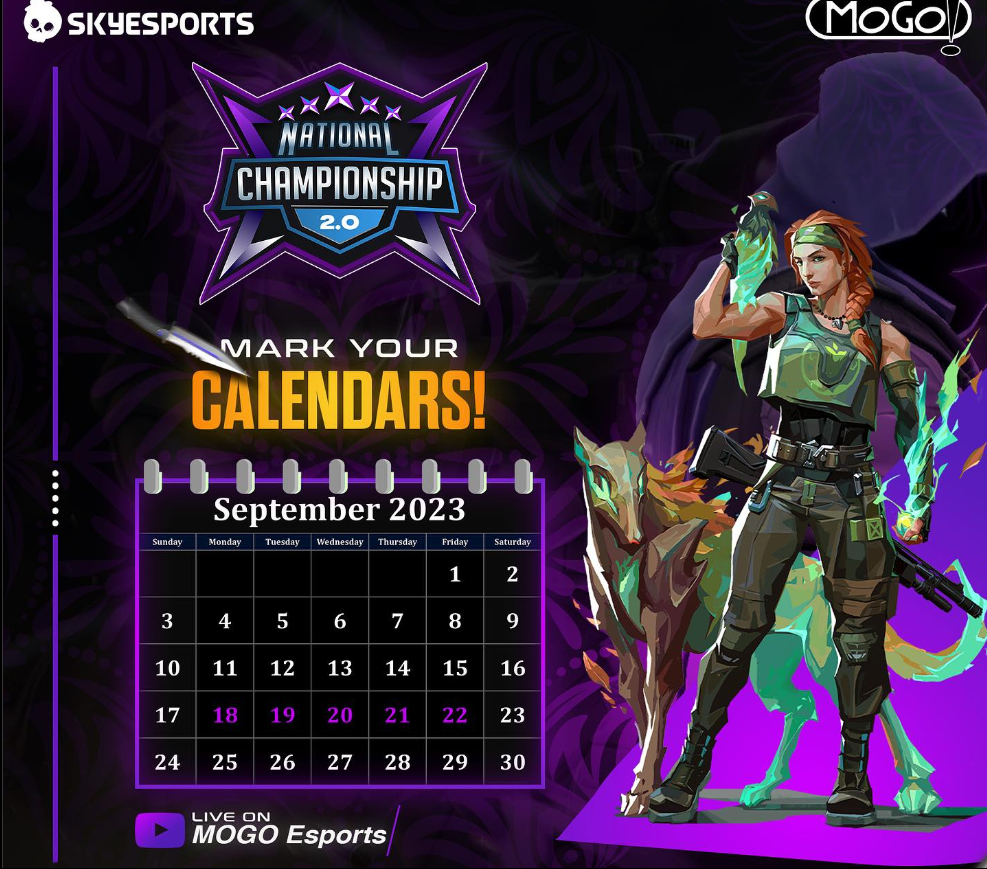 SKYESPORTS
MOGO!
NATIONAL
CHAMPIONSHIP
2.0
MARK YOUR
CALENDARS!
September 2023
Sunday Monday Tuesday Wednesday Thursday Friday Saturday
1 2
3 4 5 6 7 8 9
10 11 12 13 14 15 16
17 18 19 20 21 22 23
24 25 26 27 28 29 30
LIVE ON
MOGO Esports